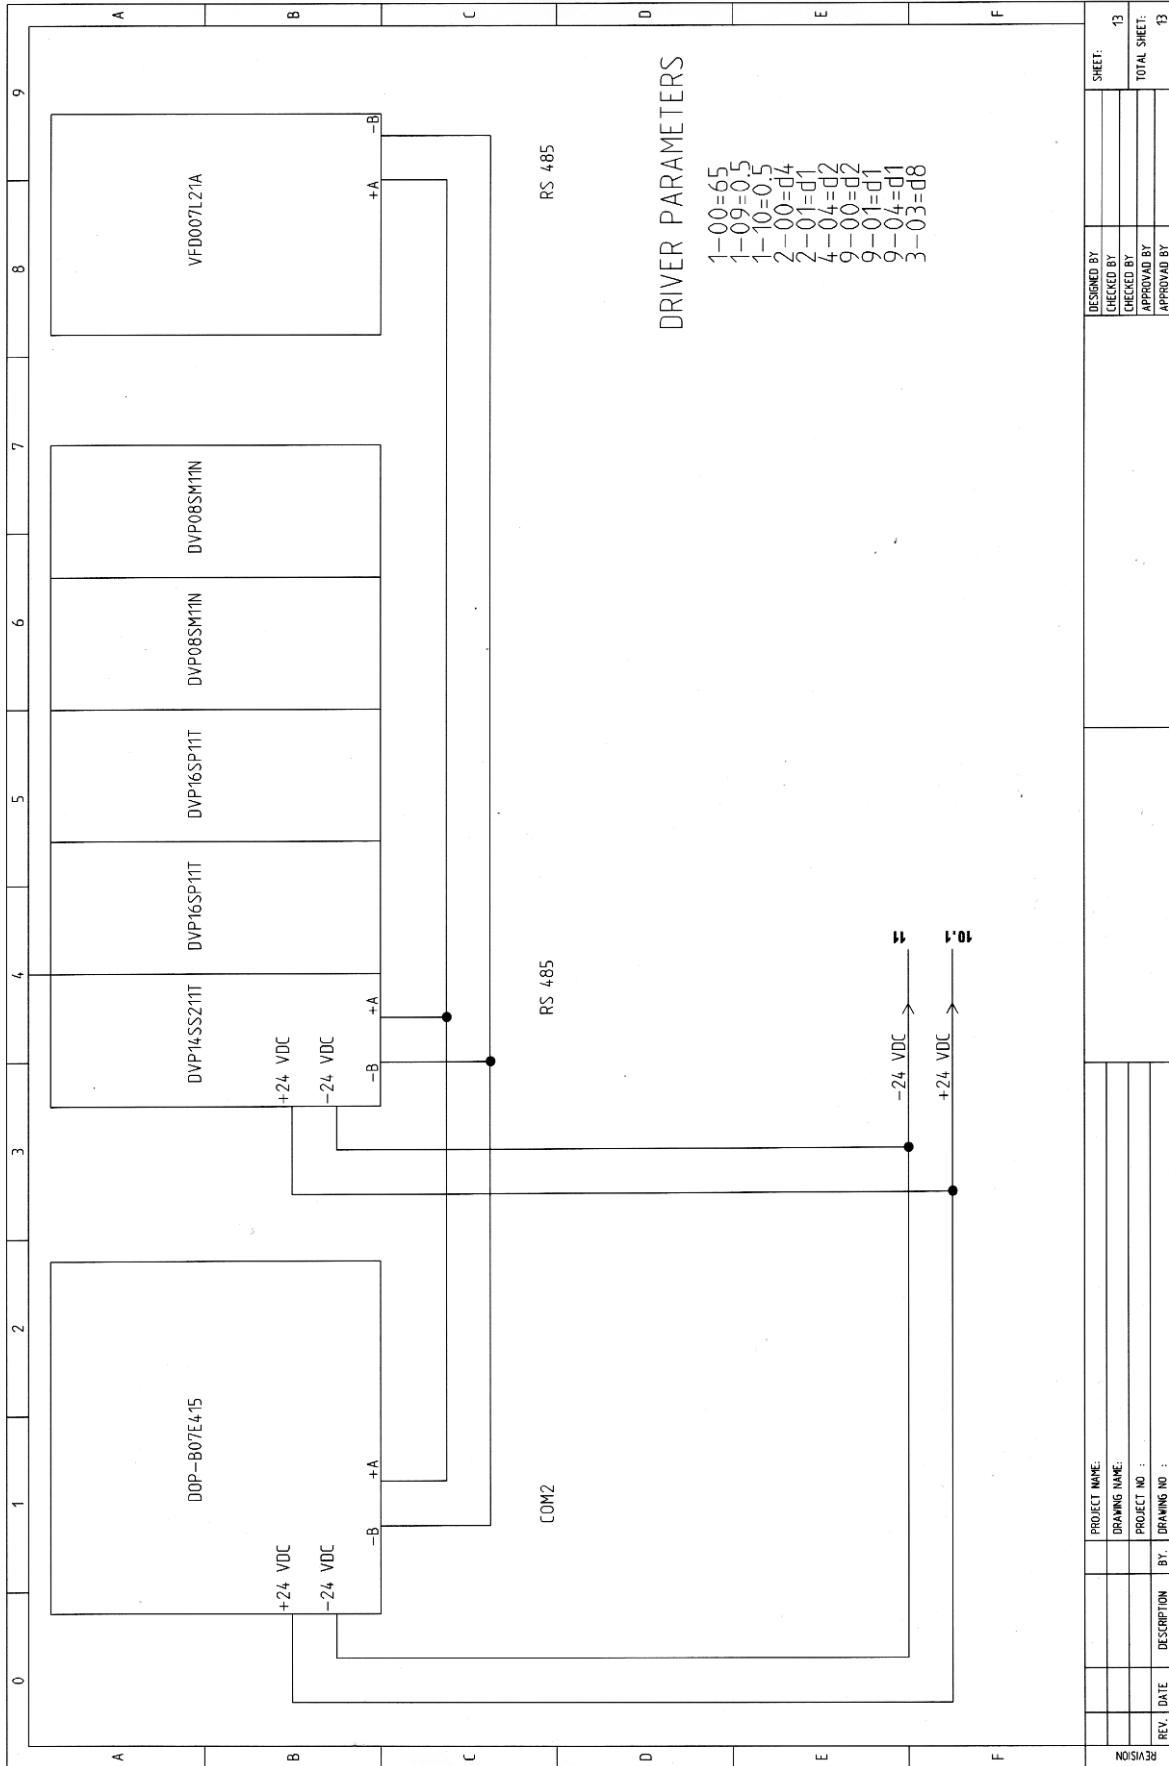 0 1 2 3 4 5 6 7 8 9
A
B
C
D
E
F
DOP-B07E415
+24 VDC
-24 VDC
-B +A
COM2
DVP14SS211T
DVP16SP11T
DVP16SP11T
DVP08SM11N
DVP08SM11N
+24 VDC
-24 VDC
-B +A
RS 485
VFD007L21A
+A -B
RS 485
DRIVER PARAMETERS
1-00=65
1-09=0.5
1-10=0.5
2-00=d4
2-01=d1
4-04=d2
9-00=d2
9-01=d1
9-04=d1
3-03=d8
-24 VDC 11
+24 VDC 10.1
A
B
C
D
E
F
REVISION
REV. DATE DESCRIPTION BY.
PROJECT NAME:
DRAWING NAME:
PROJECT NO :
DRAWING NO :
DESIGNED BY
CHECKED BY
CHECKED BY
APPROVAD BY
APPROVAD BY
SHEET: 13
TOTAL SHEET: 13